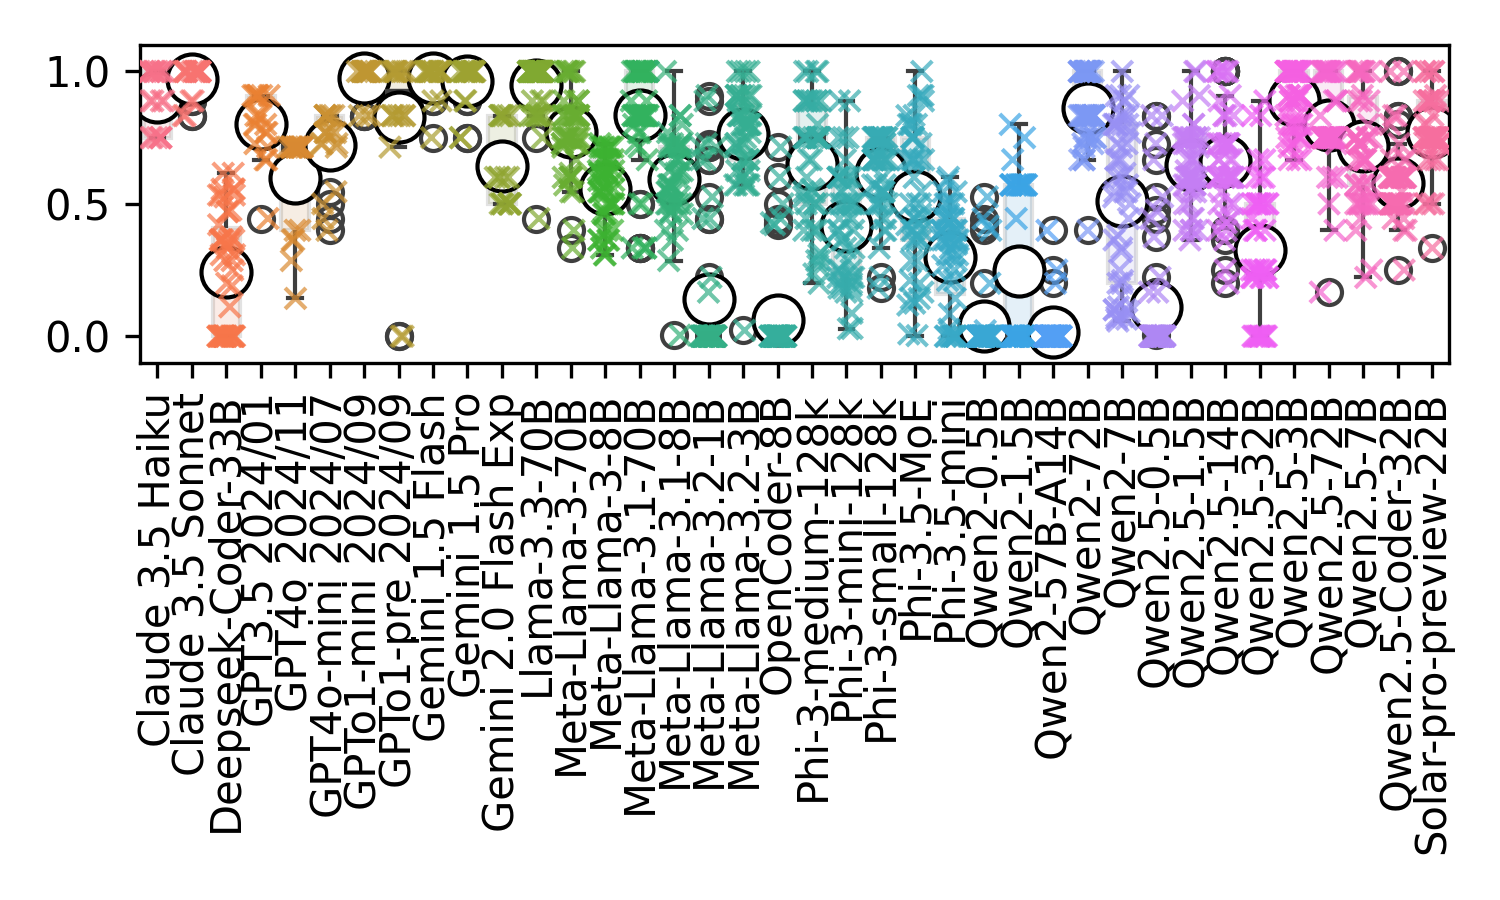 1.0
0.5
0.0
Claude 3.5 Haiku
Claude 3.5 Sonnet
Deepseek-Coder-33B
GPT3.5 2024/01
GPT4o 2024/11
GPT4o-mini 2024/07
GPTo1-mini 2024/09
GPTo1-pre 2024/09
Gemini 1.5 Flash
Gemini 1.5 Pro
Gemini 2.0 Flash Exp
Llama-3.3-70B
Meta-Llama-3-70B
Meta-Llama-3-8B
Meta-Llama-3.1-70B
Meta-Llama-3.1-8B
Meta-Llama-3.2-1B
Meta-Llama-3.2-3B
OpenCoder-8B
Phi-3-medium-128k
Phi-3-mini-128k
Phi-3-small-128k
Phi-3.5-MoE
Phi-3.5-mini
Qwen2-0.5B
Qwen2-1.5B
Qwen2-57B-A14B
Qwen2-72B
Qwen2-7B
Qwen2.5-0.5B
Qwen2.5-1.5B
Qwen2.5-14B
Qwen2.5-32B
Qwen2.5-3B
Qwen2.5-72B
Qwen2.5-7B
Qwen2.5-Coder-32B
Solar-pro-preview-22B